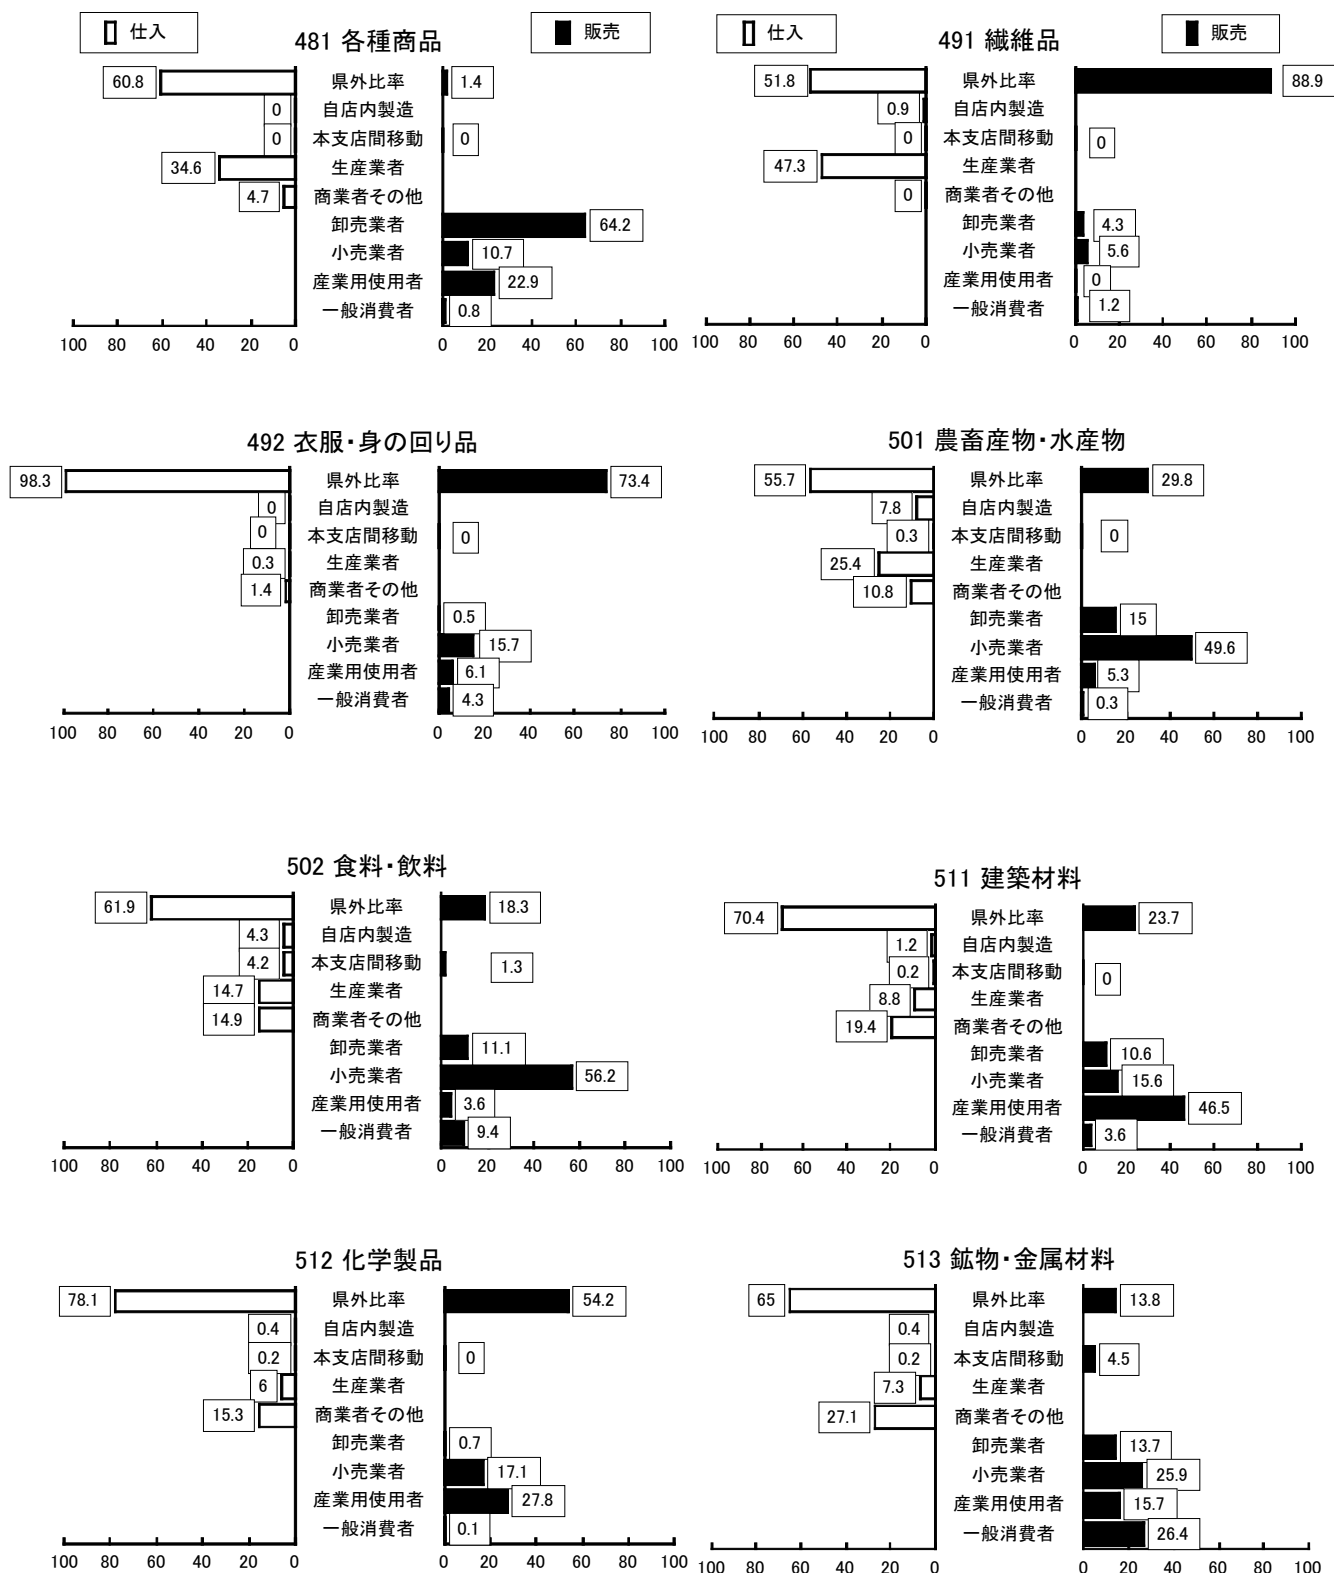 仕入 販売 仕入 販売
481 各種商品
60.8 県外比率 1.4
0 自店内製造
0 本支店間移動 0
34.6 生産業者
4.7 商業者その他
卸売業者 64.2
小売業者 10.7
産業用使用者 22.9
一般消費者 0.8
100 80 60 40 20 0 0 20 40 60 80 100
491 繊維品
51.8 県外比率 88.9
0.9 自店内製造
0 本支店間移動 0
47.3 生産業者
0 商業者その他
卸売業者 4.3
小売業者 5.6
産業用使用者 0
一般消費者 1.2
100 80 60 40 20 0 0 20 40 60 80 100
492 衣服・身の回り品
98.3 県外比率 73.4
0 自店内製造
0 本支店間移動 0
0.3 生産業者
1.4 商業者その他
卸売業者 0.5
小売業者 15.7
産業用使用者 6.1
一般消費者 4.3
100 80 60 40 20 0 0 20 40 60 80 100
501 農畜産物・水産物
55.7 県外比率 29.8
7.8 自店内製造
0.3 本支店間移動 0
25.4 生産業者
10.8 商業者その他
卸売業者 15
小売業者 49.6
産業用使用者 5.3
一般消費者 0.3
100 80 60 40 20 0 0 20 40 60 80 100
502 食料・飲料
61.9 県外比率 18.3
4.3 自店内製造
4.2 本支店間移動 1.3
14.7 生産業者
14.9 商業者その他
卸売業者 11.1
小売業者 56.2
産業用使用者 3.6
一般消費者 9.4
100 80 60 40 20 0 0 20 40 60 80 100
511 建築材料
70.4 県外比率 23.7
1.2 自店内製造
0.2 本支店間移動 0
8.8 生産業者
19.4 商業者その他
卸売業者 10.6
小売業者 15.6
産業用使用者 46.5
一般消費者 3.6
100 80 60 40 20 0 0 20 40 60 80 100
512 化学製品
78.1 県外比率 54.2
0.4 自店内製造
0.2 本支店間移動 0
6 生産業者
15.3 商業者その他
卸売業者 0.7
小売業者 17.1
産業用使用者 27.8
一般消費者 0.1
100 80 60 40 20 0 0 20 40 60 80 100
513 鉱物・金属材料
65 県外比率 13.8
0.4 自店内製造
0.2 本支店間移動 4.5
7.3 生産業者
27.1 商業者その他
卸売業者 13.7
小売業者 25.9
産業用使用者 15.7
一般消費者 26.4
100 80 60 40 20 0 0 20 40 60 80 100